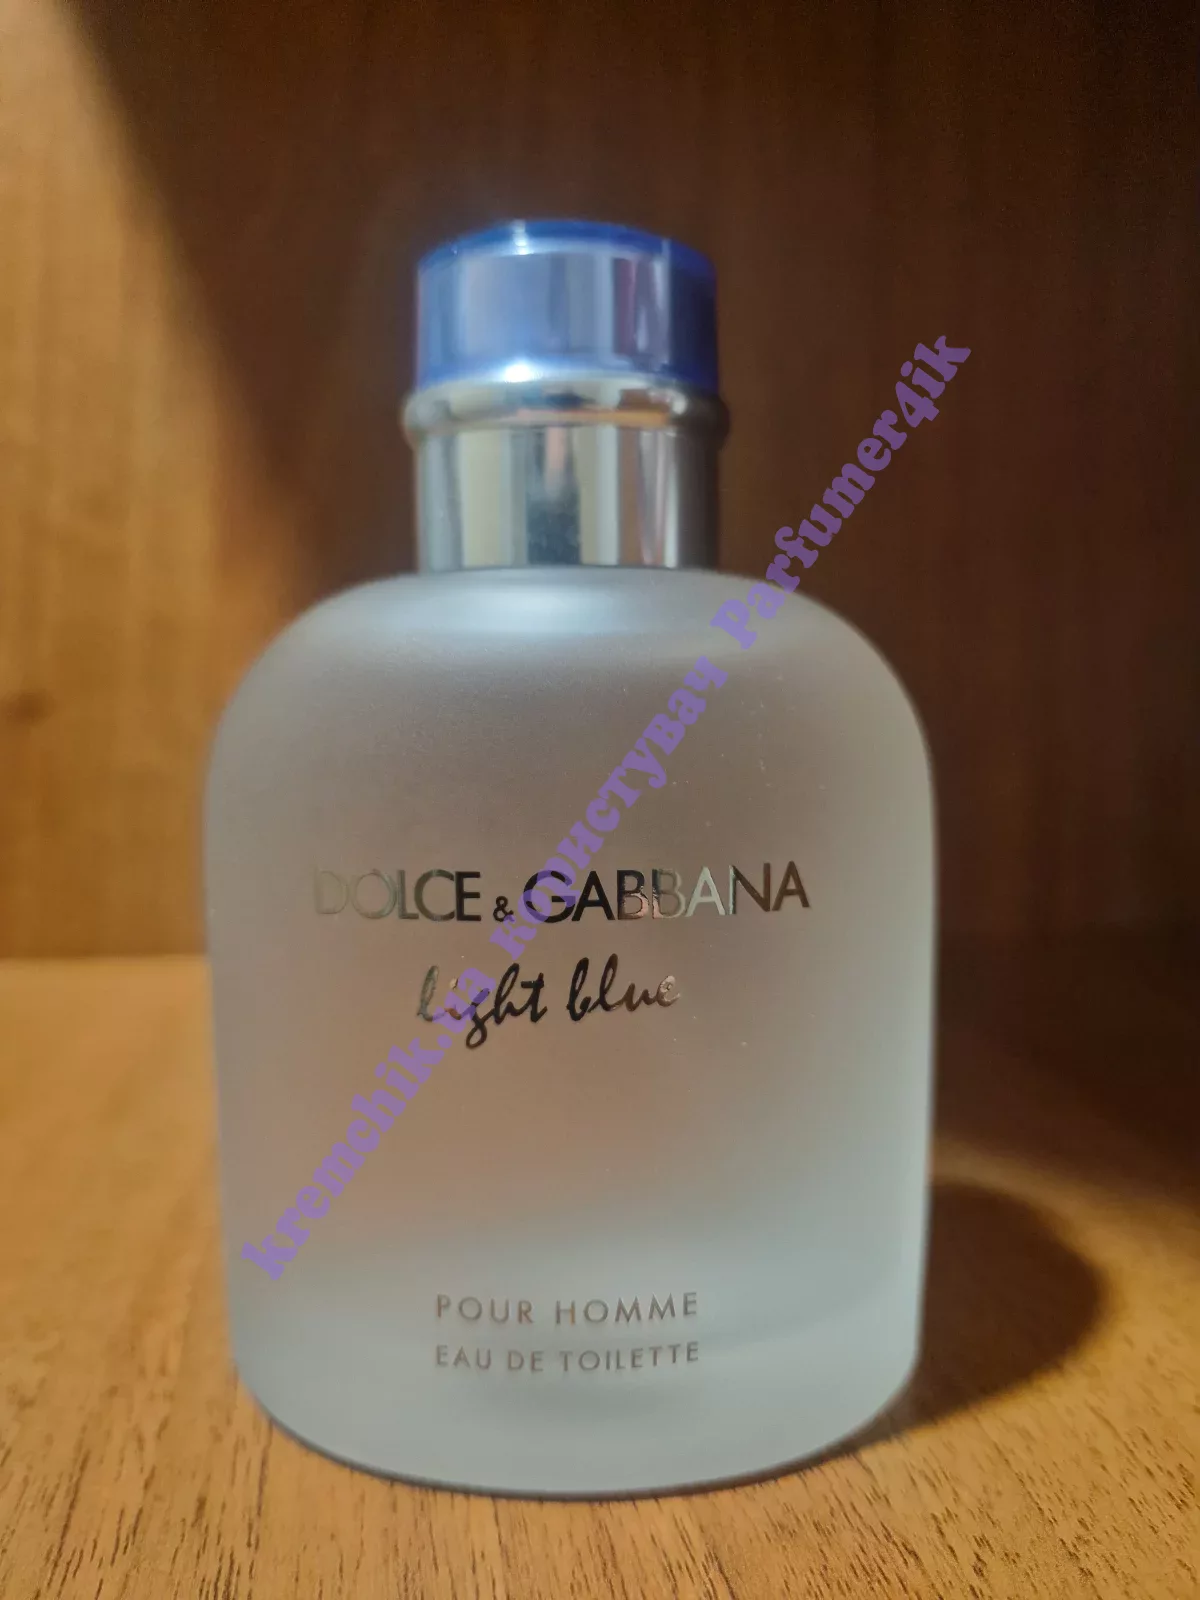 DOLCE & GABBANA
light blue
POUR HOMME
EAU DE TOILETTE
kremchik.ua користувач Parfumer4ik